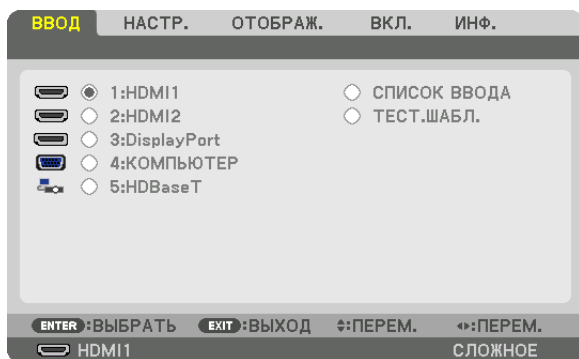 ВВОД НАСТР. ОТОБРАЖ. ВКЛ. ИНФ.
1:HDMI1 СПИСОК ВВОДА
2:HDMI2 ТЕСТ.ШАБЛ.
3:DisplayPort
4:КОМПЬЮТЕР
5:HDBaseT
ENTER:ВЫБРАТЬ EXIT:ВЫХОД :ПЕРЕМ. :ПЕРЕМ.
HDMI1 СЛОЖНОЕ